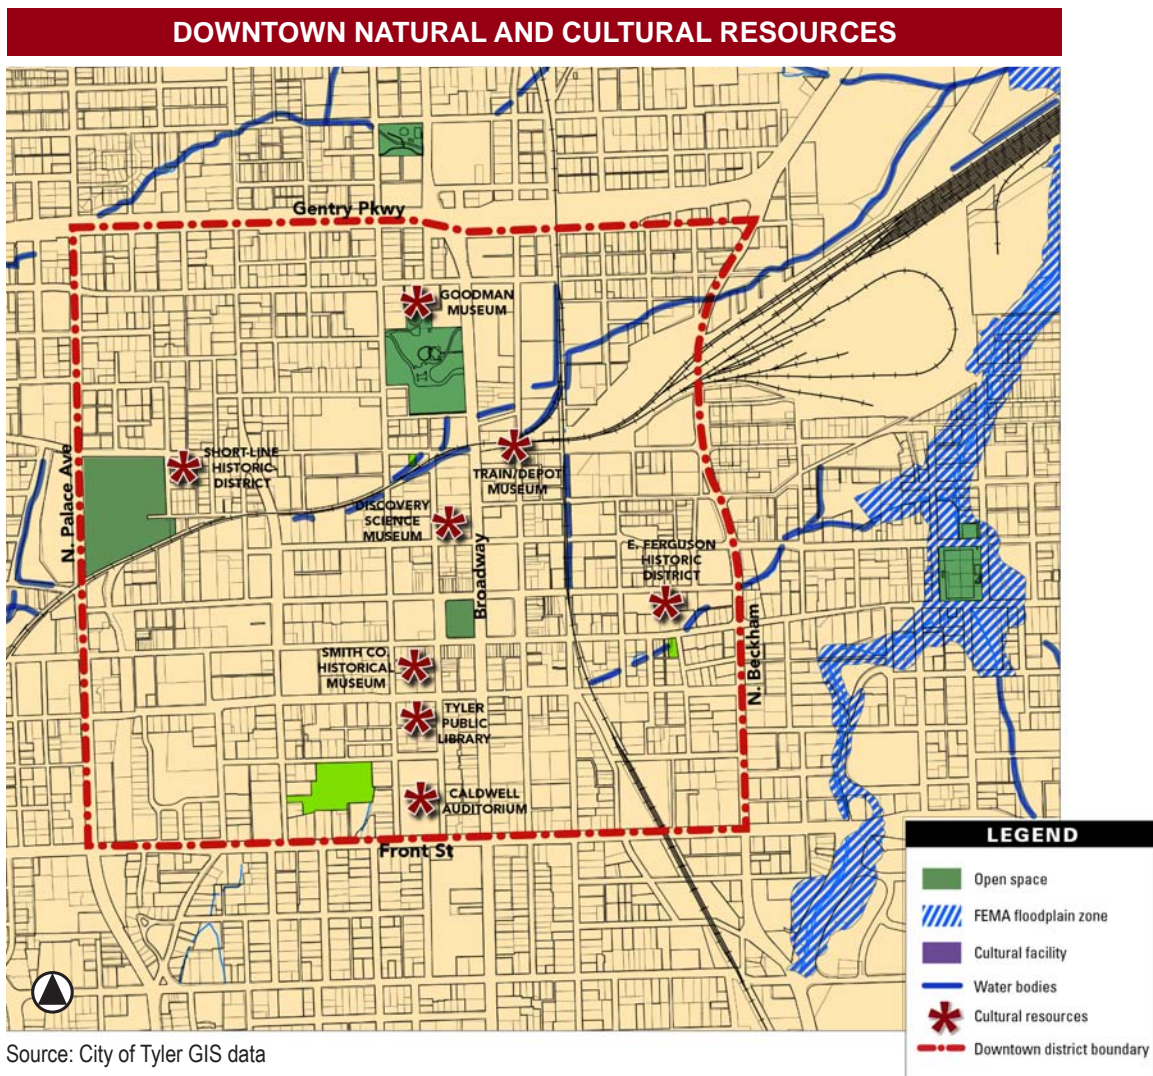 DOWNTOWN NATURAL AND CULTURAL RESOURCES
Gentry Pkwy
GOODMAN
MUSEUM
N. Palace Ave
SHORT-LINE
HISTORIC
DISTRICT
TRAIN/DEPOT
MUSEUM
DISCOVERY
SCIENCE
MUSEUM
Broadway
E. FERGUSON
HISTORIC
DISTRICT
N. Beckham
SMITH CO.
HISTORICAL
MUSEUM
TYLER
PUBLIC
LIBRARY
CALDWELL
AUDITORIUM
Front St
LEGEND
Open space
FEMA floodplain zone
Cultural facility
Water bodies
Cultural resources
Downtown district boundary
Source: City of Tyler GIS data